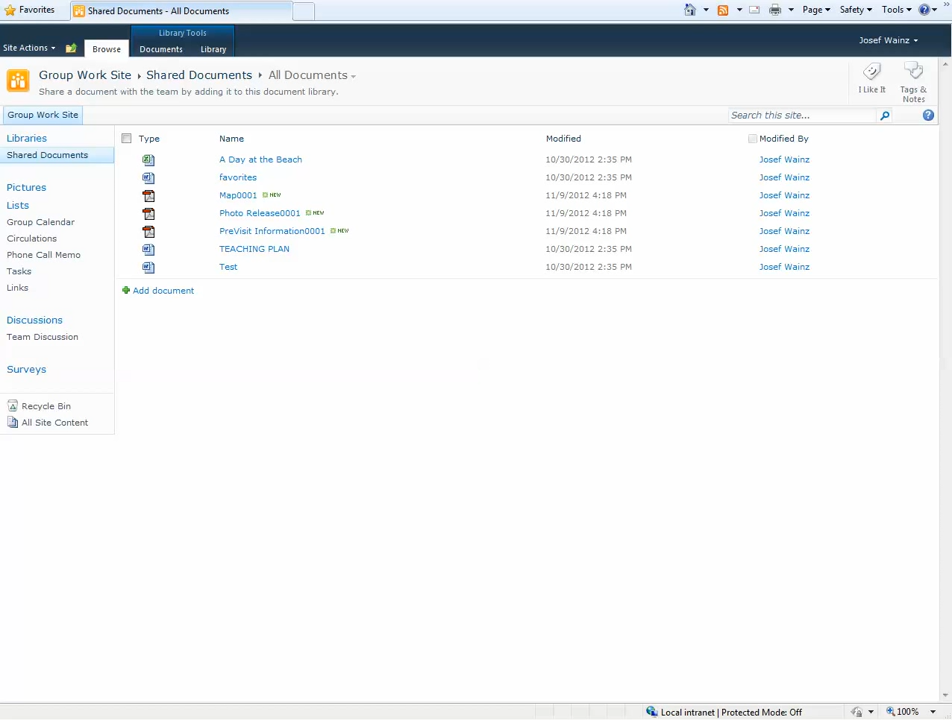 Favorites
Shared Documents - All Documents
Page
Safety
Tools
Site Actions
Browse
Library Tools
Documents
Library
Josef Wainz
Group Work Site
Shared Documents
All Documents
Share a document with the team by adding it to this document library.
I Like It
Tags & Notes
Group Work Site
Search this site...
Libraries
Shared Documents
Pictures
Lists
Group Calendar
Circulations
Phone Call Memo
Tasks
Links
Discussions
Team Discussion
Surveys
Recycle Bin
All Site Content
Type Name Modified Modified By
A Day at the Beach 10/30/2012 2:35 PM Josef Wainz
favorites 10/30/2012 2:35 PM Josef Wainz
Map0001 NEW 11/9/2012 4:18 PM Josef Wainz
Photo Release0001 NEW 11/9/2012 4:18 PM Josef Wainz
PreVisit Information0001 NEW 11/9/2012 4:18 PM Josef Wainz
TEACHING PLAN 10/30/2012 2:35 PM Josef Wainz
Test 10/30/2012 2:35 PM Josef Wainz
Add document
Local intranet | Protected Mode: Off
100%